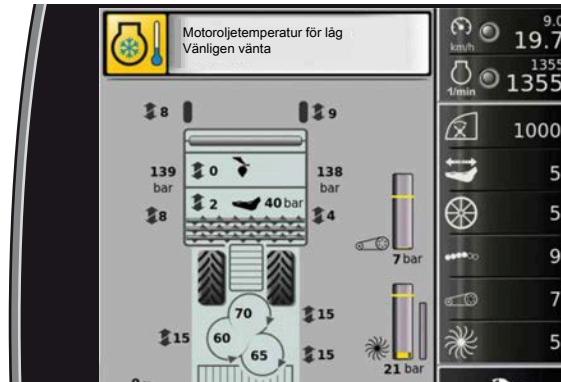 Motoroljetemperatur för låg
Vänligen vänta
9.0
km/h 19.7
1355
1/min 1355
8 9
1000
139 bar 0 138 bar
5
2 40 bar
8 4
5
7 bar
9
70
15
7
60
15
65 15
5
21 bar